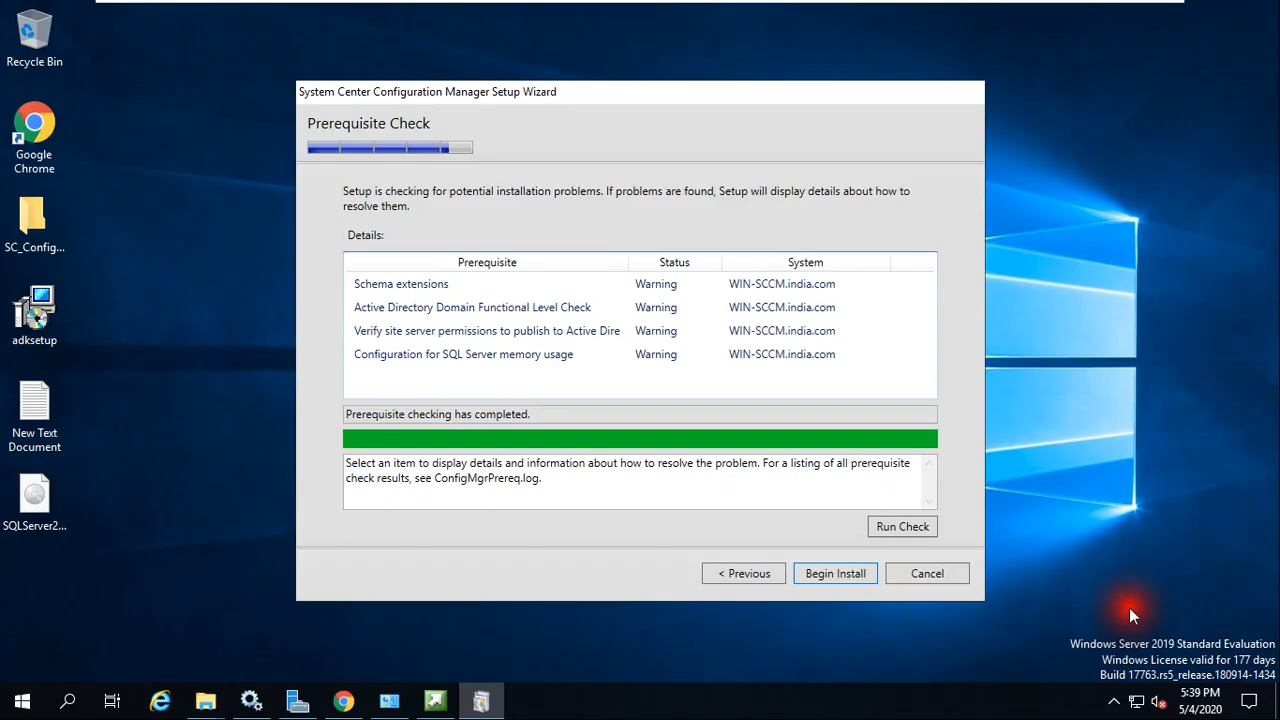 Recycle Bin
Google
Chrome
SC_Config...
adksetup
New Text
Document
SQLServer2...
System Center Configuration Manager Setup Wizard
Prerequisite Check
Setup is checking for potential installation problems. If problems are found, Setup will display details about how to
resolve them.
Details:
Prerequisite Status System
Schema extensions Warning WIN-SCCM.india.com
Active Directory Domain Functional Level Check Warning WIN-SCCM.india.com
Verify site server permissions to publish to Active Dire Warning WIN-SCCM.india.com
Configuration for SQL Server memory usage Warning WIN-SCCM.india.com
Prerequisite checking has completed.
Select an item to display details and information about how to resolve the problem. For a listing of all prerequisite
check results, see ConfigMgrPrereq.log.
Run Check
< Previous Begin Install Cancel
Windows Server 2019 Standard Evaluation
Windows License valid for 177 days
Build 17763.rs5_release.180914-1434
5:39 PM
5/4/2020